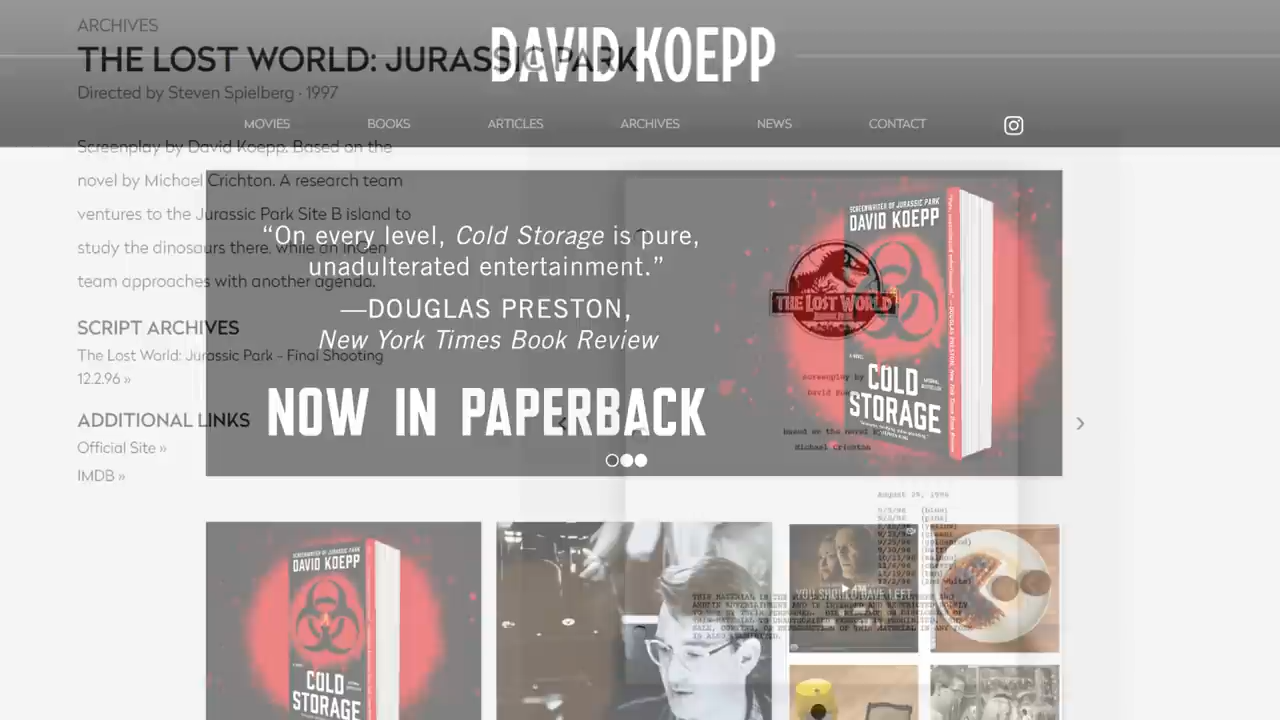 ARCHIVES
THE LOST WORLD: JURASSIC PARK
Directed by Steven Spielberg · 1997
DAVID KOEPP
MOVIES
BOOKS
ARTICLES
ARCHIVES
NEWS
CONTACT
Screenplay by David Koepp. Based on the
novel by Michael Crichton. A research team
ventures to the Jurassic Park Site B island to
study the dinosaurs there, while an InGen
team approaches with another agenda.
SCRIPT ARCHIVES
The Lost World: Jurassic Park - Final Shooting
12.2.96 »
ADDITIONAL LINKS
Official Site »
IMDB »
“On every level, Cold Storage is pure,
unadulterated entertainment.”
—DOUGLAS PRESTON,
New York Times Book Review
NOW IN PAPERBACK
SCREENWRITER OF JURASSIC PARK
DAVID KOEPP
A NOVEL
COLD
STORAGE
THE LOST WORLD
JURASSIC PARK
screenplay by
David
based on the novel by
Michael Crichton
August 29, 1996
SCREENWRITER OF JURASSIC PARK
DAVID KOEPP
COLD
STORAGE
YOU SHOULD HAVE LEFT